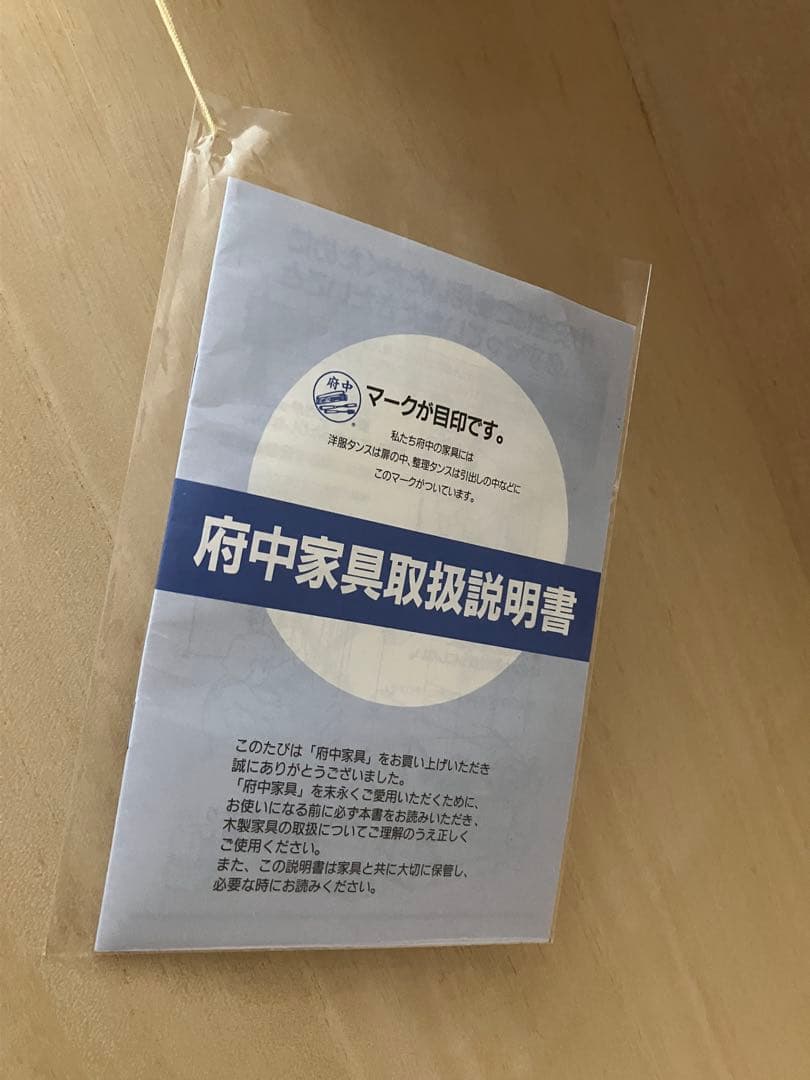 府中
マークが目印です。
私たち府中の家具には
洋服タンスは扉の中、整理タンスは引出しの中などに
このマークがついています。
府中家具取扱説明書
このたびは「府中家具」をお買い上げいただき
誠にありがとうございました。
「府中家具」を末永くご愛用いただくために、
お使いになる前に必ず本書をお読みいただき、
木製家具の取扱についてご理解のうえ正しく
ご使用ください。
また、この説明書は家具と共に大切に保管し、
必要な時にお読みください。